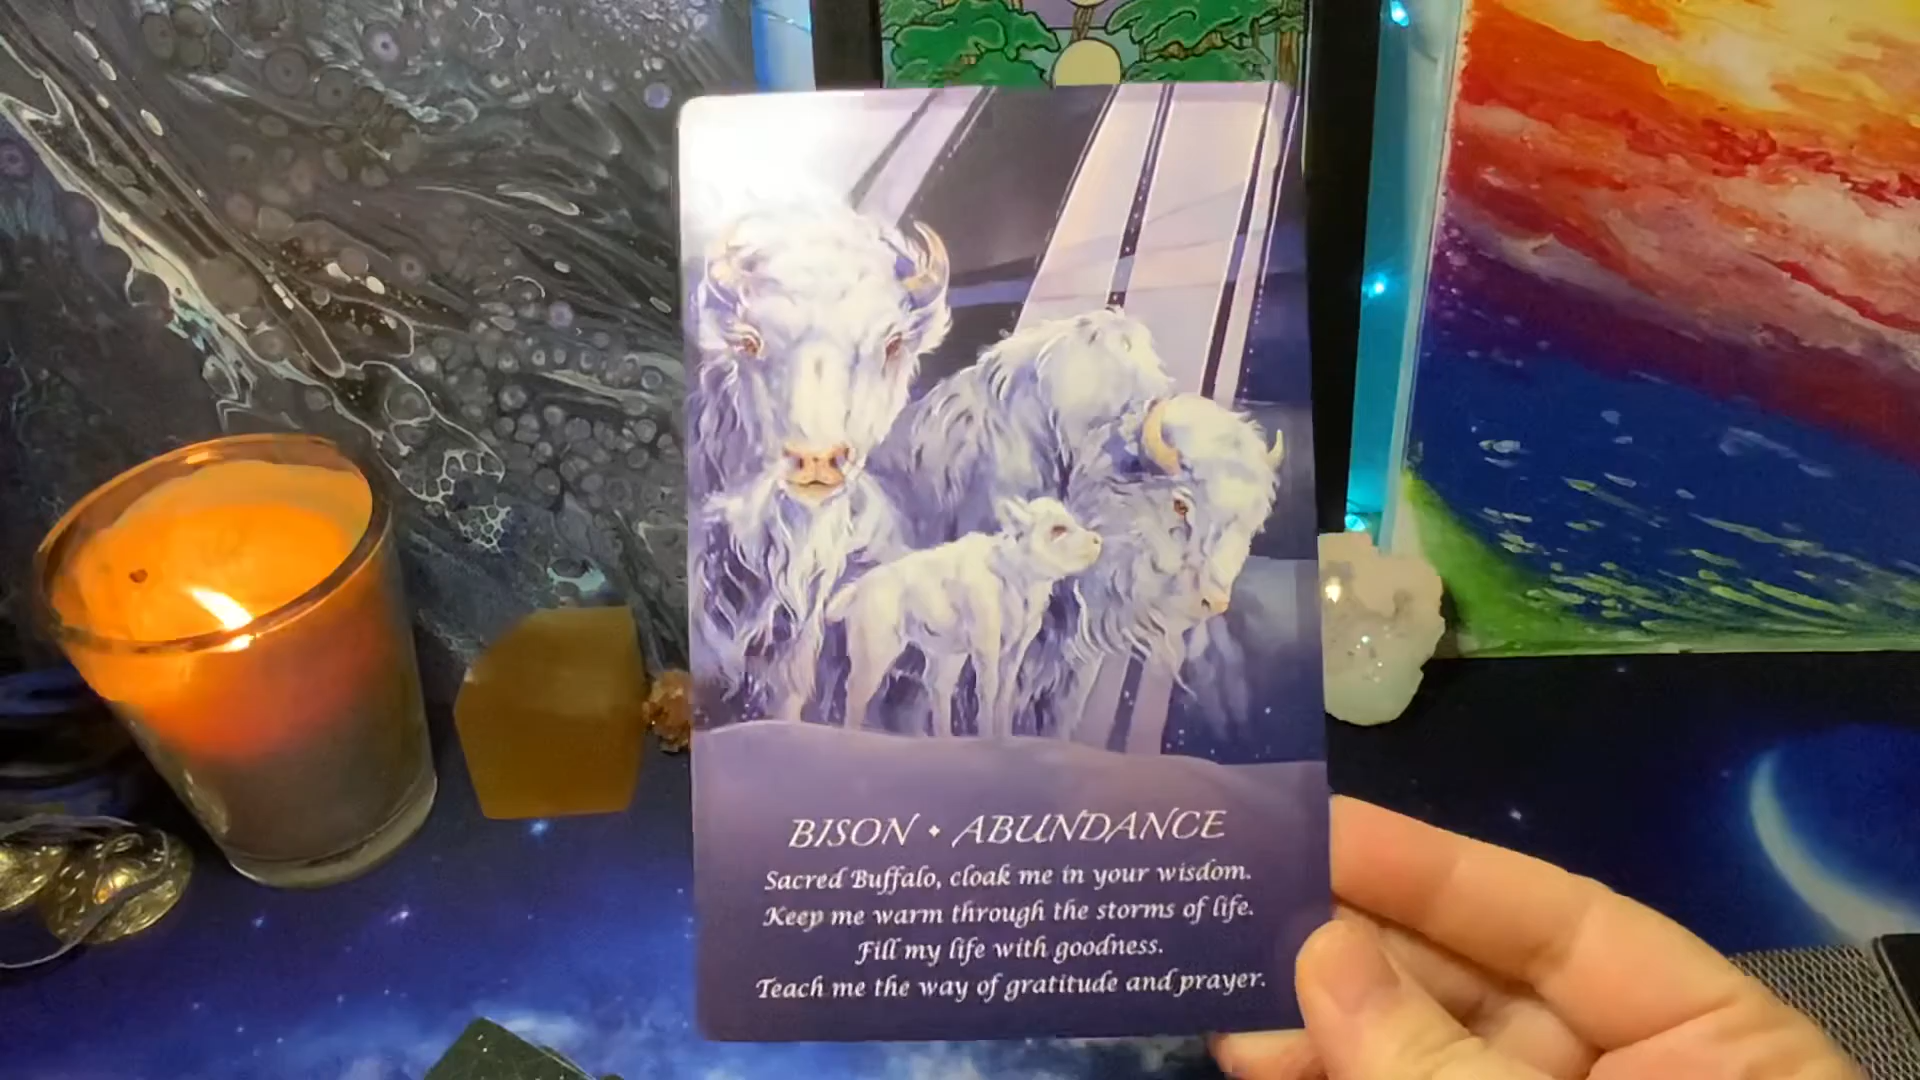 BISON • ABUNDANCE
Sacred Buffalo, cloak me in your wisdom.
Keep me warm through the storms of life.
Fill my life with goodness.
Teach me the way of gratitude and prayer.